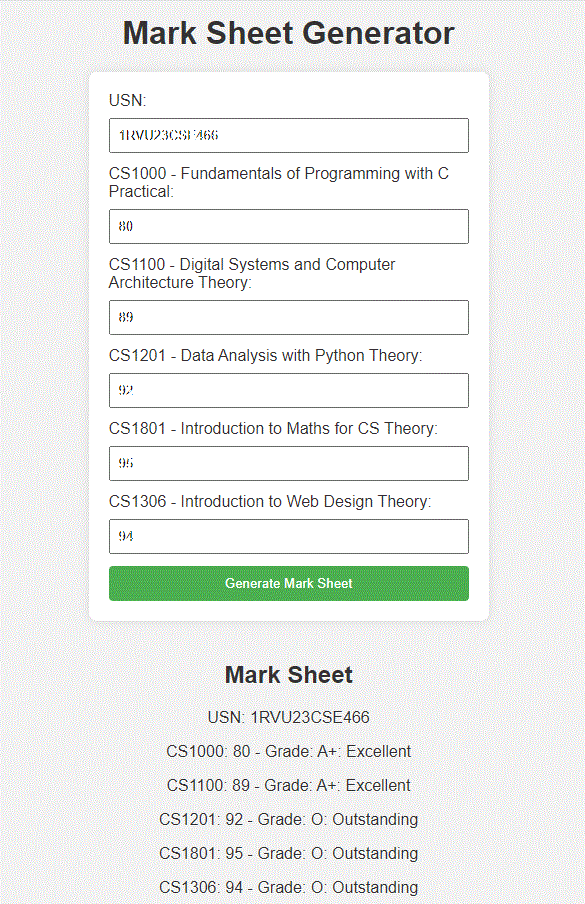 Mark Sheet Generator
USN:
1RVU23CSE466
CS1000 - Fundamentals of Programming with C
Practical:
80
CS1100 - Digital Systems and Computer
Architecture Theory:
89
CS1201 - Data Analysis with Python Theory:
92
CS1801 - Introduction to Maths for CS Theory:
95
CS1306 - Introduction to Web Design Theory:
94
Generate Mark Sheet
Mark Sheet
USN: 1RVU23CSE466
CS1000: 80 - Grade: A+: Excellent
CS1100: 89 - Grade: A+: Excellent
CS1201: 92 - Grade: O: Outstanding
CS1801: 95 - Grade: O: Outstanding
CS1306: 94 - Grade: O: Outstanding